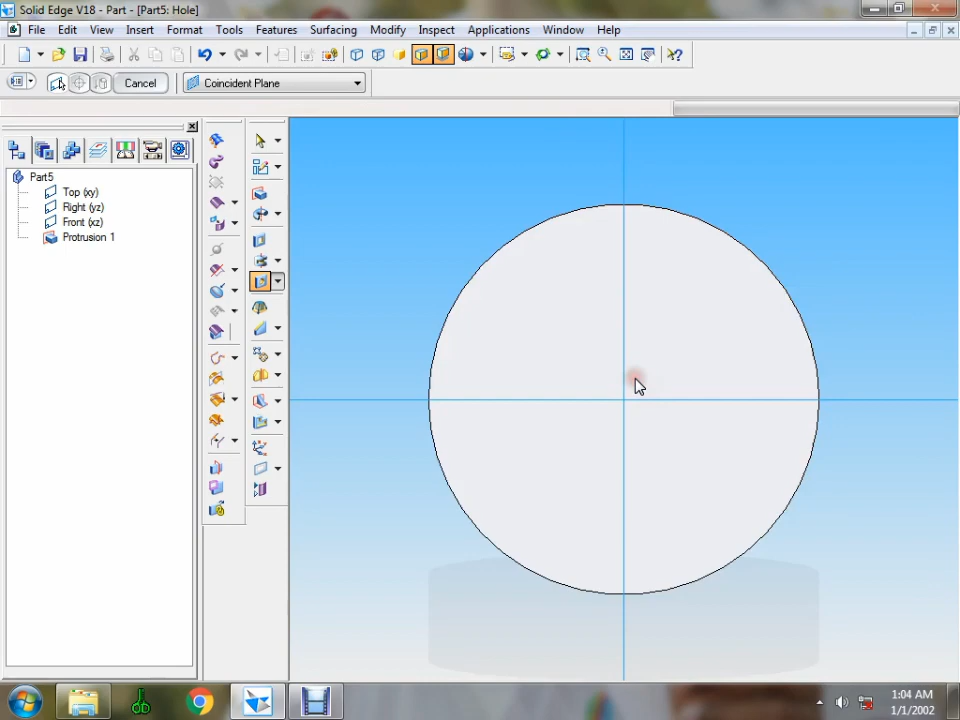 Solid Edge V18 - Part - [Part5: Hole]
File Edit View Insert Format Tools Features Surfacing Modify Inspect Applications Window Help
Cancel Coincident Plane
Part5
Top (xy)
Right (yz)
Front (xz)
Protrusion 1
1:04 AM
1/1/2002